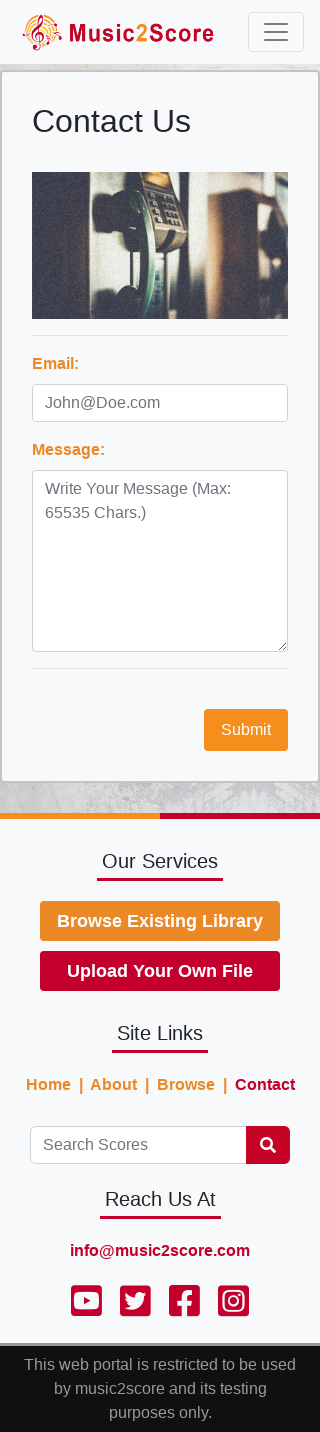 Music2Score
Contact Us
Email:
John@Doe.com
Message:
Write Your Message (Max:
65535 Chars.)
Submit
Our Services
Browse Existing Library
Upload Your Own File
Site Links
Home | About | Browse | Contact
Search Scores
Reach Us At
info@music2score.com
This web portal is restricted to be used
by music2score and its testing
purposes only.